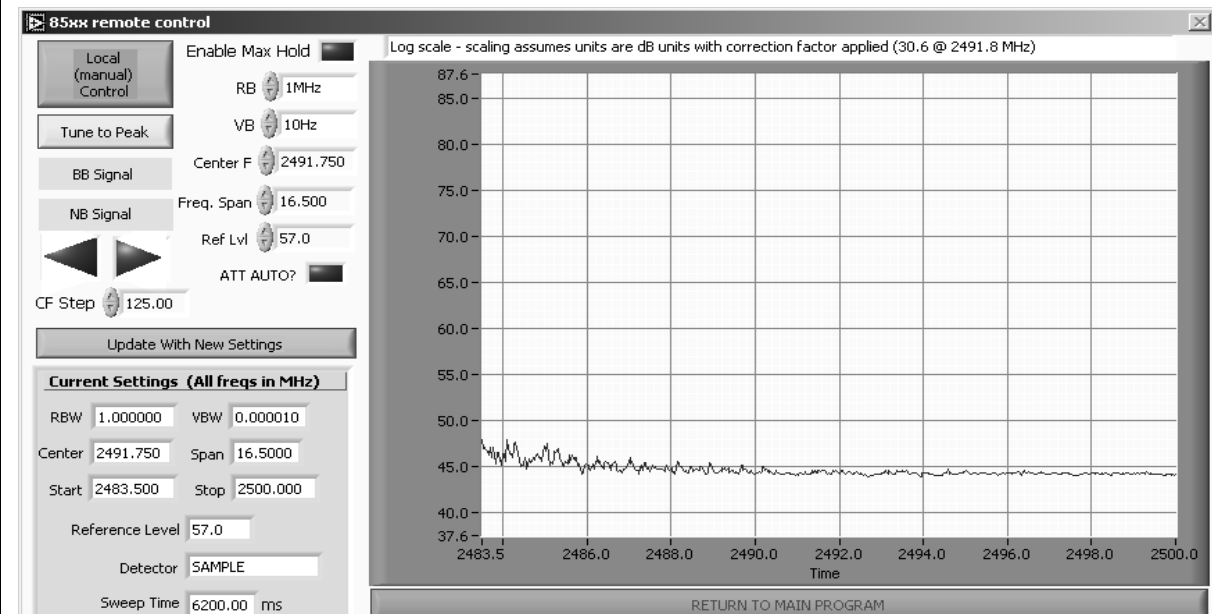 85xx remote control
Local
(manual)
Control
Enable Max Hold
RB 1MHz
Tune to Peak
VB 10Hz
BB Signal
Center F 2491.750
NB Signal
Freq. Span 16.500
Ref Lvl 57.0
ATT AUTO?
CF Step 125.00
Update With New Settings
Current Settings (All freqs in MHz)
RBW 1.000000 VBW 0.000010
Center 2491.750 Span 16.5000
Start 2483.500 Stop 2500.000
Reference Level 57.0
Detector SAMPLE
Sweep Time 6200.00 ms
Log scale - scaling assumes units are dB units with correction factor applied (30.6 @ 2491.8 MHz)
87.6
85.0
80.0
75.0
70.0
65.0
60.0
55.0
50.0
45.0
40.0
37.6
2483.5 2486.0 2488.0 2490.0 2492.0 2494.0 2496.0 2498.0 2500.0
Time
RETURN TO MAIN PROGRAM